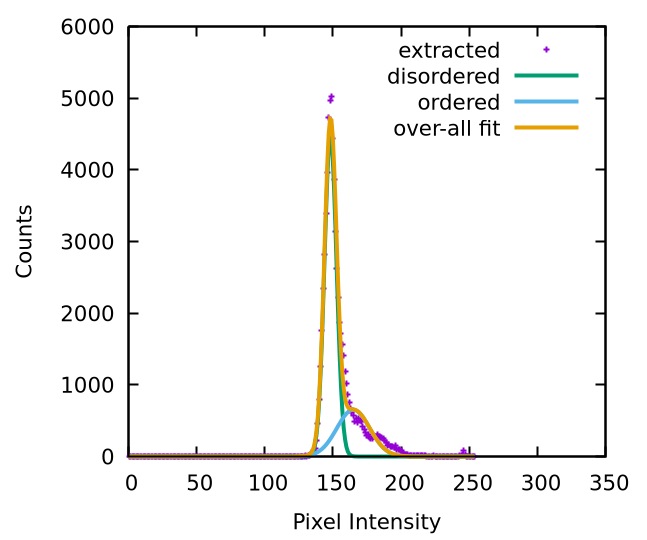 6000
5000
4000
3000
2000
1000
0
extracted
disordered
ordered
over-all fit
Counts
0 50 100 150 200 250 300 350
Pixel Intensity